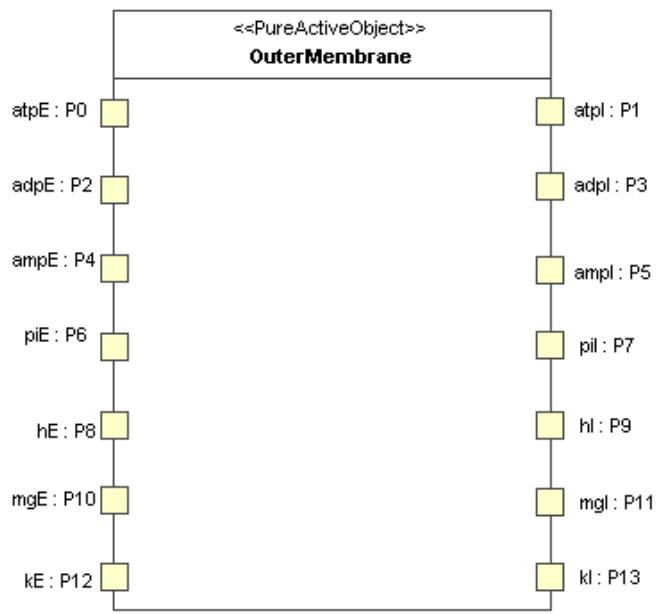 <<PureActiveObject>>
OuterMembrane
atpE : P0
atpI : P1
adpE : P2
adpI : P3
ampE : P4
ampI : P5
piE : P6
piI : P7
hE : P8
hI : P9
mgE : P10
mgI : P11
kE : P12
kI : P13